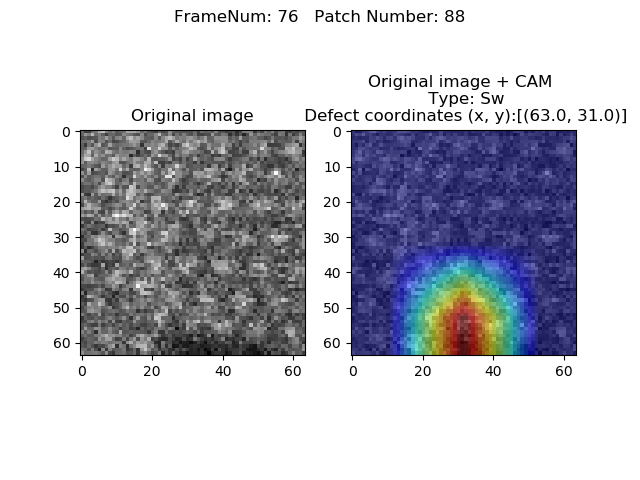 FrameNum: 76   Patch Number: 88
Original image
0
10
20
30
40
50
60
0 20 40 60
Original image + CAM
Type: Sw
Defect coordinates (x, y):[(63.0, 31.0)]
0
10
20
30
40
50
60
0 20 40 60